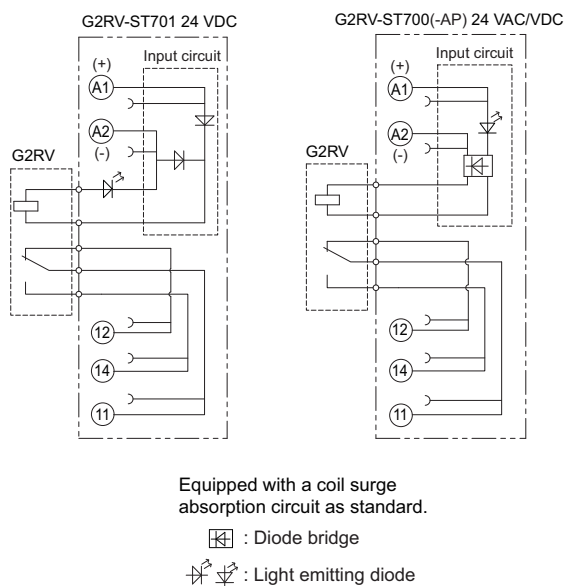 G2RV-ST701 24 VDC
Input circuit
(+)
A1
A2
(-)
G2RV
12
14
11
G2RV-ST700(-AP) 24 VAC/VDC
Input circuit
(+)
A1
A2
(-)
G2RV
12
14
11
Equipped with a coil surge
absorption circuit as standard.
: Diode bridge
: Light emitting diode